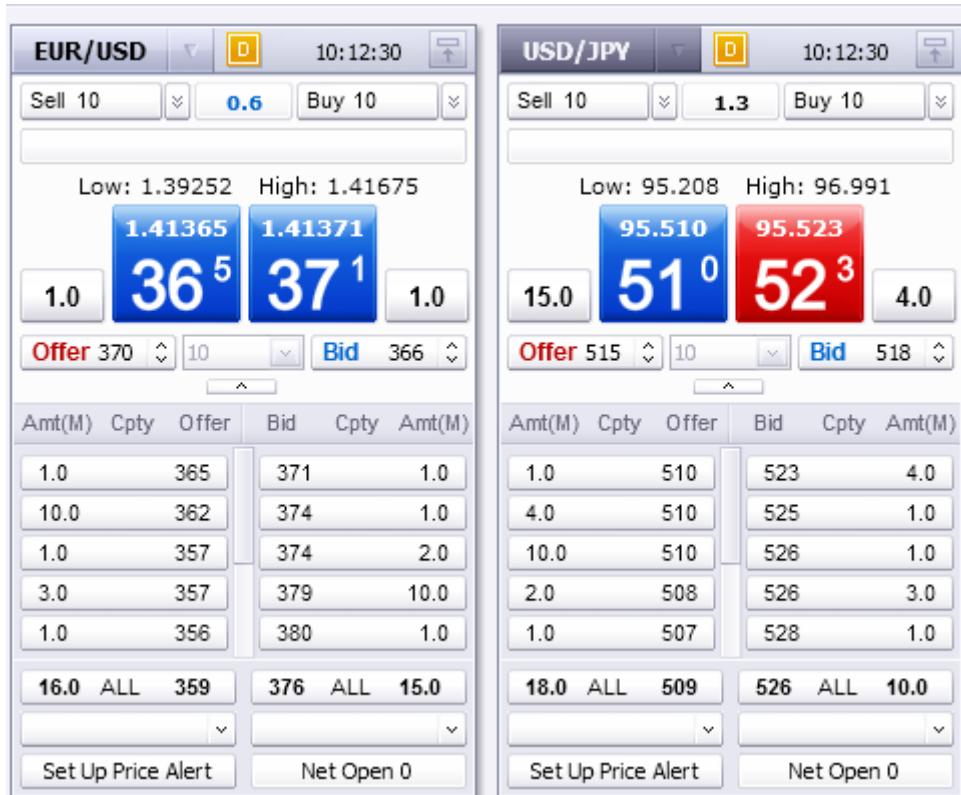 EUR/USD D 10:12:30
Sell 10 0.6 Buy 10
Low: 1.39252 High: 1.41675
1.41365 1.41371
1.0 36 5 37 1 1.0
Offer 370 10 Bid 366
Amt(M) Cpty Offer Bid Cpty Amt(M)
1.0 365 371 1.0
10.0 362 374 1.0
1.0 357 374 2.0
3.0 357 379 10.0
1.0 356 380 1.0
16.0 ALL 359 376 ALL 15.0
Set Up Price Alert Net Open 0
USD/JPY D 10:12:30
Sell 10 1.3 Buy 10
Low: 95.208 High: 96.991
95.510 95.523
15.0 51 0 52 3 4.0
Offer 515 10 Bid 518
Amt(M) Cpty Offer Bid Cpty Amt(M)
1.0 510 523 4.0
4.0 510 525 1.0
10.0 510 526 1.0
2.0 508 526 3.0
1.0 507 528 1.0
18.0 ALL 509 526 ALL 10.0
Set Up Price Alert Net Open 0